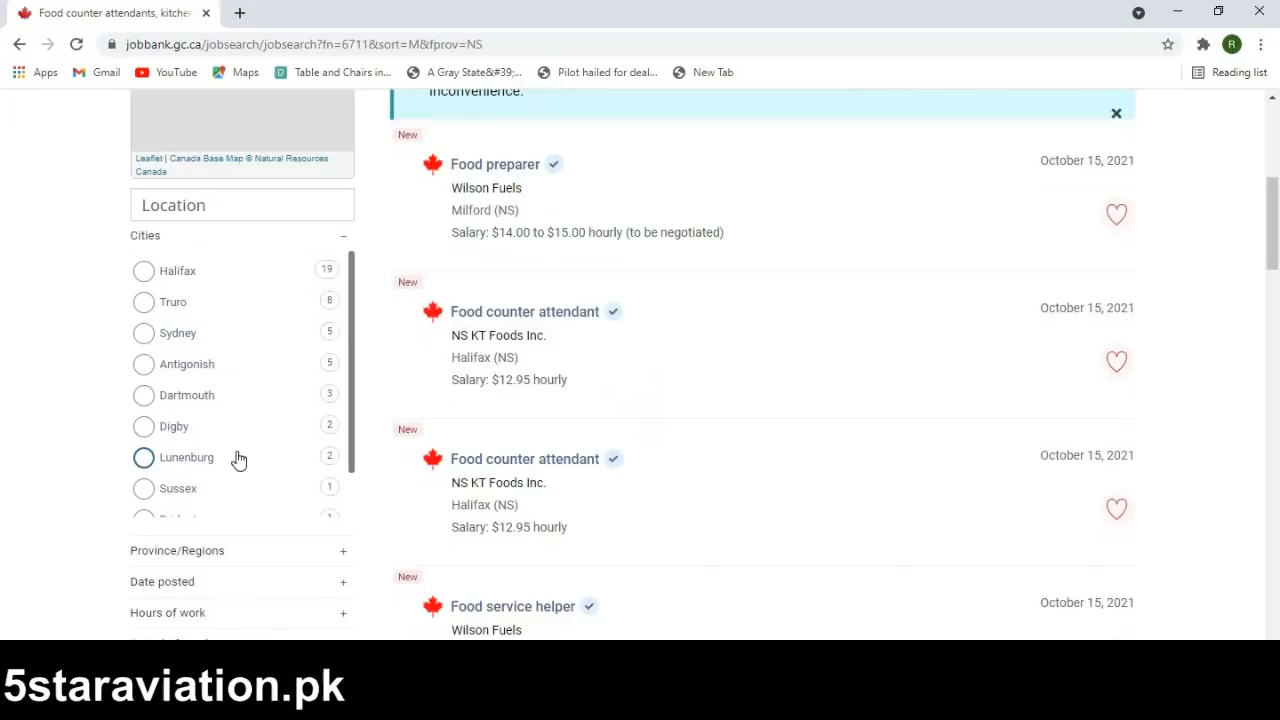 Food counter attendants, kitchen
jobbank.gc.ca/jobsearch/jobsearch?fn=6711&sort=M&fprov=NS
R
Apps
Gmail
YouTube
Maps
Table and Chairs in...
A Gray State&#39;...
Pilot hailed for deal...
New Tab
Reading list
inconvenience.
Leaflet | Canada Base Map © Natural Resources
Canada
Location
Cities
Halifax 19
Truro 8
Sydney 5
Antigonish 5
Dartmouth 3
Digby 2
Lunenburg 2
Sussex 1
Province/Regions +
Date posted +
Hours of work +
New
Food preparer
October 15, 2021
Wilson Fuels
Milford (NS)
Salary: $14.00 to $15.00 hourly (to be negotiated)
New
Food counter attendant
October 15, 2021
NS KT Foods Inc.
Halifax (NS)
Salary: $12.95 hourly
New
Food counter attendant
October 15, 2021
NS KT Foods Inc.
Halifax (NS)
Salary: $12.95 hourly
New
Food service helper
October 15, 2021
Wilson Fuels
5staraviation.pk